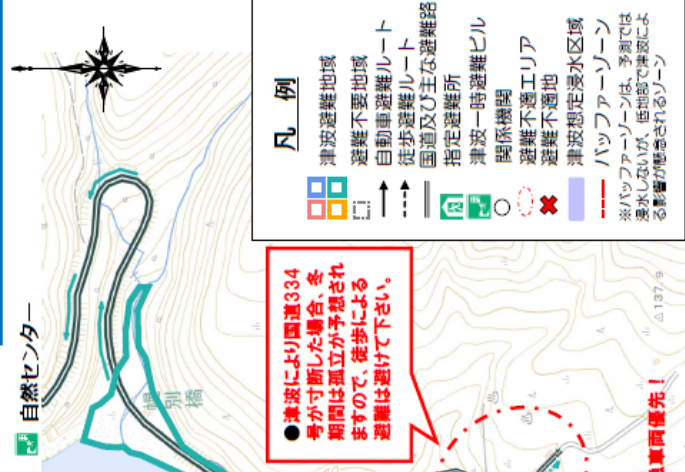 自然センター
幌別橋
凡 例
津波避難地域
避難不要地域
自動車避難ルート
徒歩避難ルート
国道及び主な避難路
指定避難所
津波一時避難ビル
関係機関
避難不適エリア
避難不適地
津波想定浸水区域
バッファーゾーン
※バッファーゾーンは、予測では
浸水しないが、低地部で津波によ
る影響が懸念されるゾーン
●津波により国道334
号が寸断した場合、冬
期間は孤立が予想され
ますので、徒歩による
避難は避けて下さい。
△137.9
車両優先！